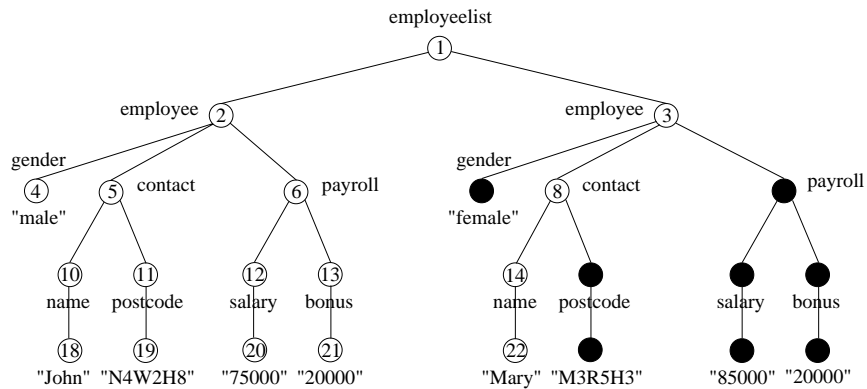 employeelist
1
employee 2 employee 3
gender gender
4 5 contact 6 payroll 8 contact payroll
"male" "female"
10 11 12 13 14
name postcode salary bonus name postcode salary bonus
18 19 20 21 22
"John" "N4W2H8" "75000" "20000" "Mary" "M3R5H3" "85000" "20000"